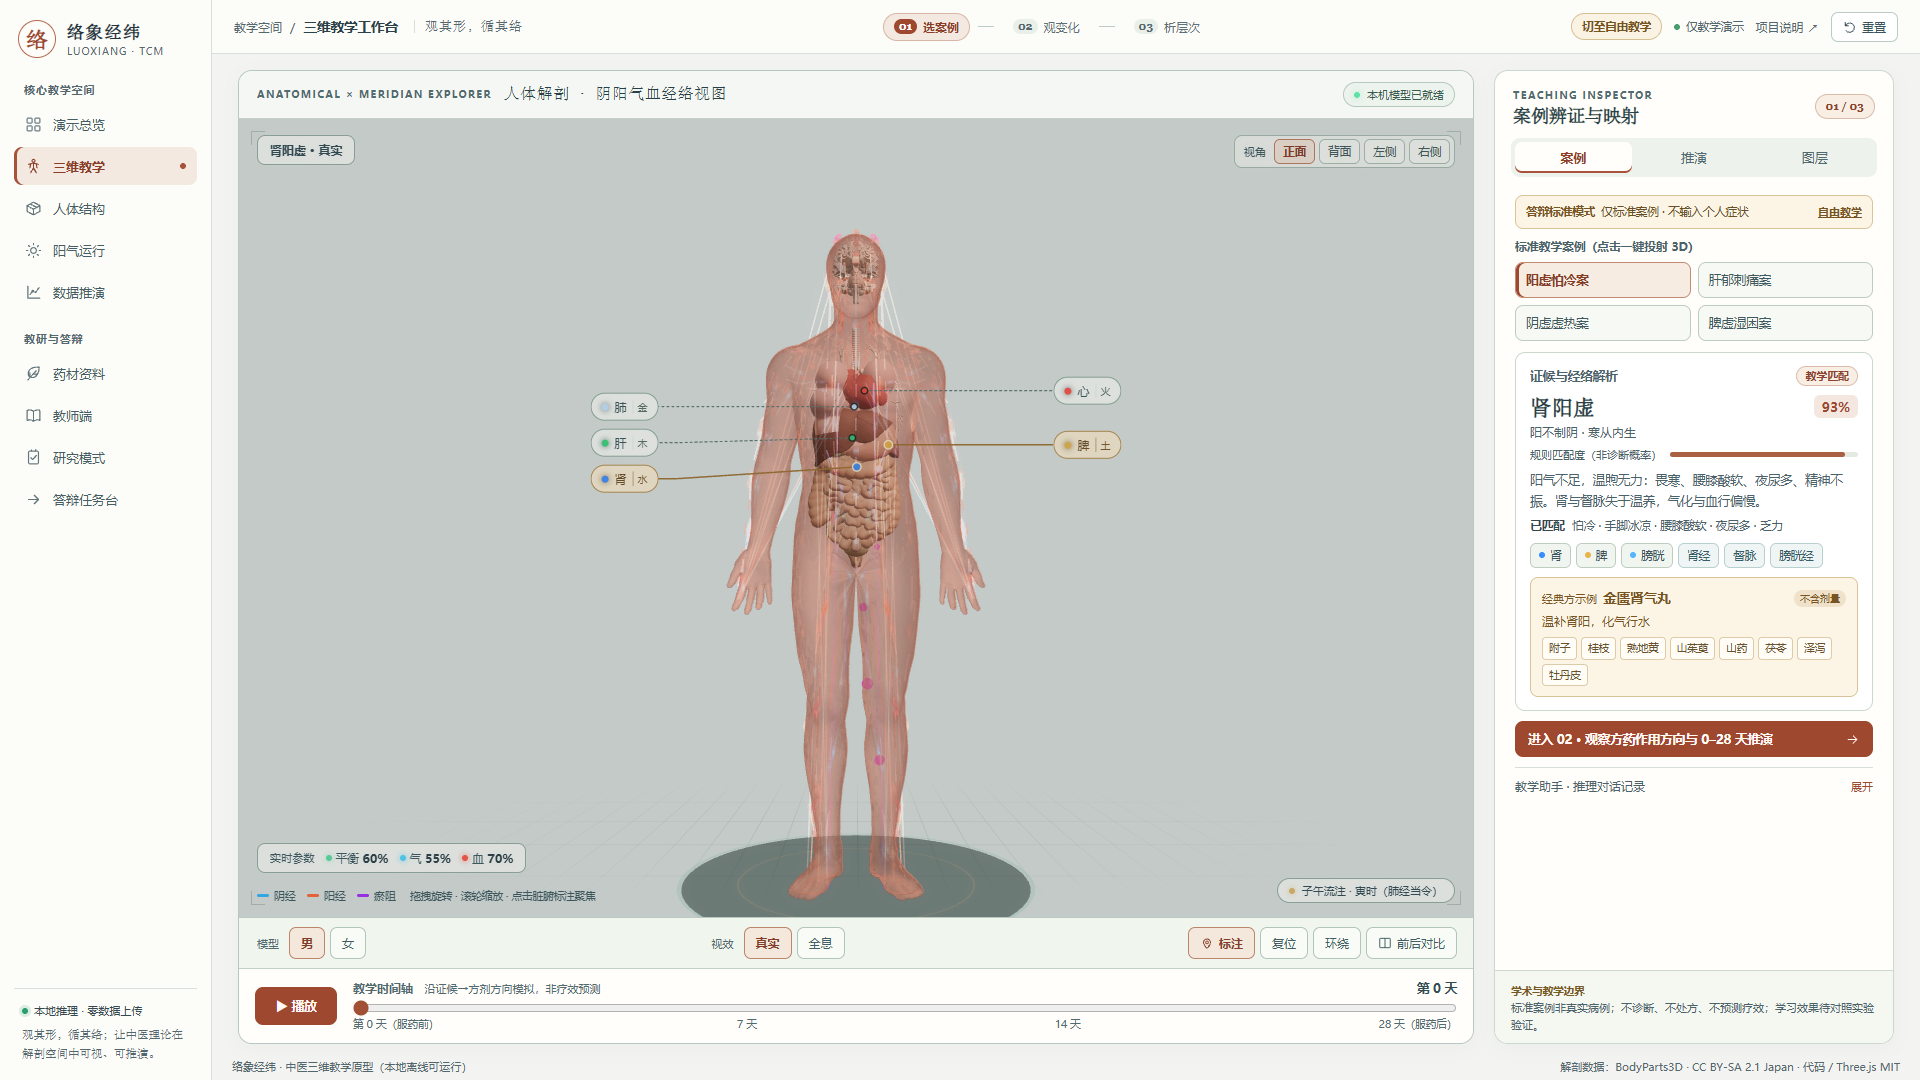 络
络象经纬
LUOXIANG · TCM
核心教学空间
演示总览
三维教学
人体结构
阳气运行
数据推演
教研与答辩
药材资料
教师端
研究模式
答辩任务台
本地推理 · 零数据上传
观其形，循其络；让中医理论在
解剖空间中可视、可推演。
教学空间 / 三维教学工作台 观其形，循其络
01 选案例 — 02 观变化 — 03 析层次
切至自由教学 仅教学演示 项目说明 ↗ 重置
ANATOMICAL × MERIDIAN EXPLORER 人体解剖 · 阴阳气血经络视图
本机模型已就绪
肾阳虚 • 真实
视角 正面 背面 左侧 右侧
肺 金
肝 木
肾 水
心 火
脾 土
实时参数 平衡 60% 气 55% 血 70%
阴经 阳经 瘀阻 拖拽旋转 · 滚轮缩放 · 点击脏腑标注聚焦
子午流注 · 寅时（肺经当令）
模型 男 女
视效 真实 全息
标注 复位 环绕 前后对比
▶ 播放
教学时间轴 沿证候→方剂方向模拟，非疗效预测
第 0 天
第 0 天（服药前） 7 天 14 天 28 天（服药后）
络象经纬 · 中医三维教学原型（本地离线可运行）
解剖数据：BodyParts3D · CC BY-SA 2.1 Japan · 代码 / Three.js MIT
TEACHING INSPECTOR
案例辨证与映射
01 / 03
案例 推演 图层
答辩标准模式 仅标准案例 · 不输入个人症状 自由教学
标准教学案例（点击一键投射 3D）
阳虚怕冷案 肝郁刺痛案
阴虚虚热案 脾虚湿困案
证候与经络解析 教学匹配
肾阳虚 93%
阳不制阴 · 寒从内生
规则匹配度（非诊断概率）
阳气不足，温煦无力：畏寒、腰膝酸软、夜尿多、精神不
振。肾与督脉失于温养，气化与血行偏慢。
已匹配 怕冷 · 手脚冰凉 · 腰膝酸软 · 夜尿多 · 乏力
肾 脾 膀胱 肾经 督脉 膀胱经
经典方示例 金匮肾气丸 不含剂量
温补肾阳，化气行水
附子 桂枝 熟地黄 山茱萸 山药 茯苓 泽泻
牡丹皮
进入 02 • 观察方药作用方向与 0–28 天推演 →
教学助手 · 推理对话记录 展开
学术与教学边界
标准案例非真实病例；不诊断、不处方、不预测疗效；学习效果待对照实验
验证。